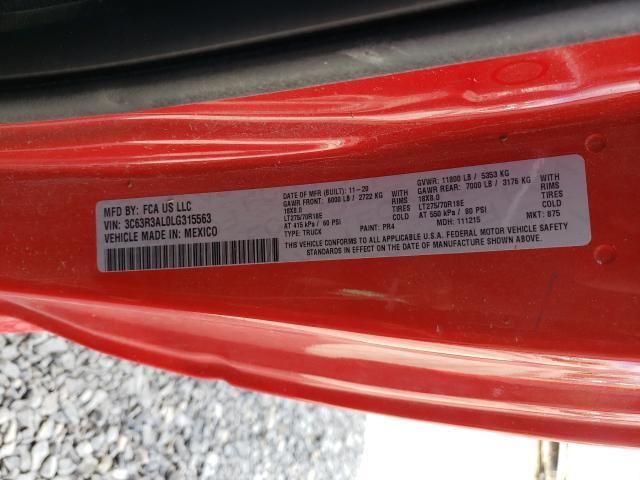 MFD BY: FCA US LLC
VIN: 3C63R3AL0LG315563
VEHICLE MADE IN: MEXICO
DATE OF MFR (BUILT): 11-20
GAWR FRONT: 6000 LB / 2722 KG WITH
18X8.0 RIMS
LT275/70R18E TIRES
AT 415 kPa / 60 PSI COLD
TYPE: TRUCK PAINT: PR4
GVWR: 11800 LB / 5353 KG
GAWR REAR: 7000 LB / 3176 KG WITH
18X8.0 RIMS
LT275/70R18E TIRES
AT 550 kPa / 80 PSI COLD
MDH: 111215 MKT: 875
THIS VEHICLE CONFORMS TO ALL APPLICABLE U.S.A. FEDERAL MOTOR VEHICLE SAFETY
STANDARDS IN EFFECT ON THE DATE OF MANUFACTURE SHOWN ABOVE.